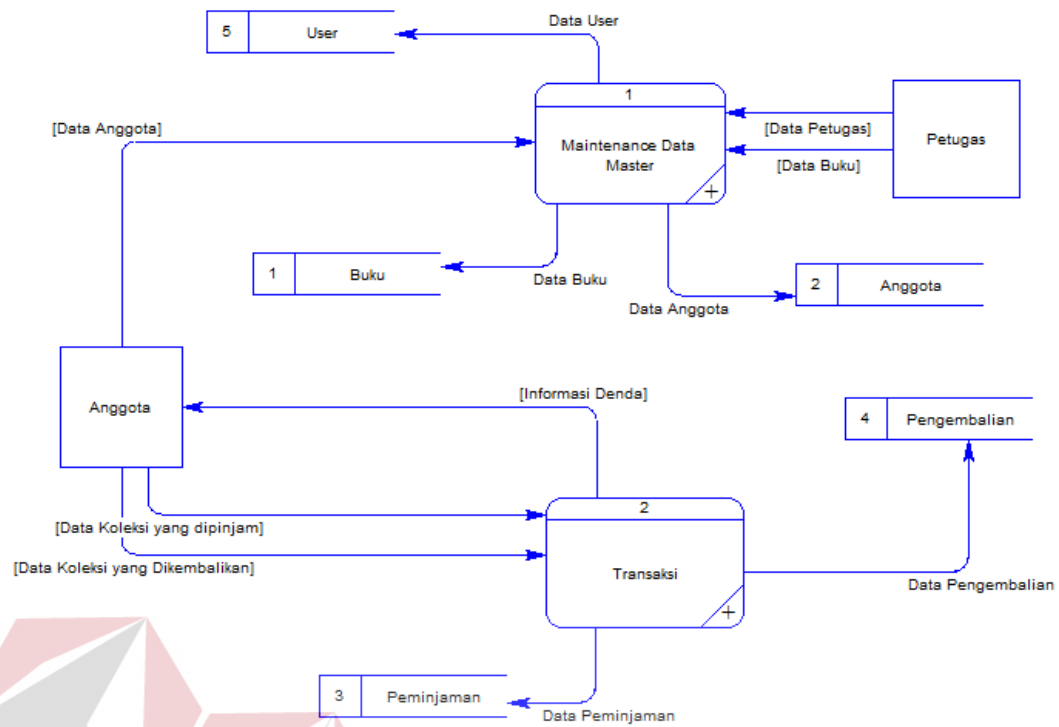 Data User
5 User
1
[Data Anggota]
[Data Petugas]
Petugas
Maintenance Data
Master
[Data Buku]
+
1 Buku
Data Buku
2 Anggota
Data Anggota
[Informasi Denda]
Anggota
4 Pengembalian
2
[Data Koleksi yang dipinjam]
[Data Koleksi yang Dikembalikan]
Transaksi
Data Pengembalian
+
3 Peminjaman
Data Peminjaman